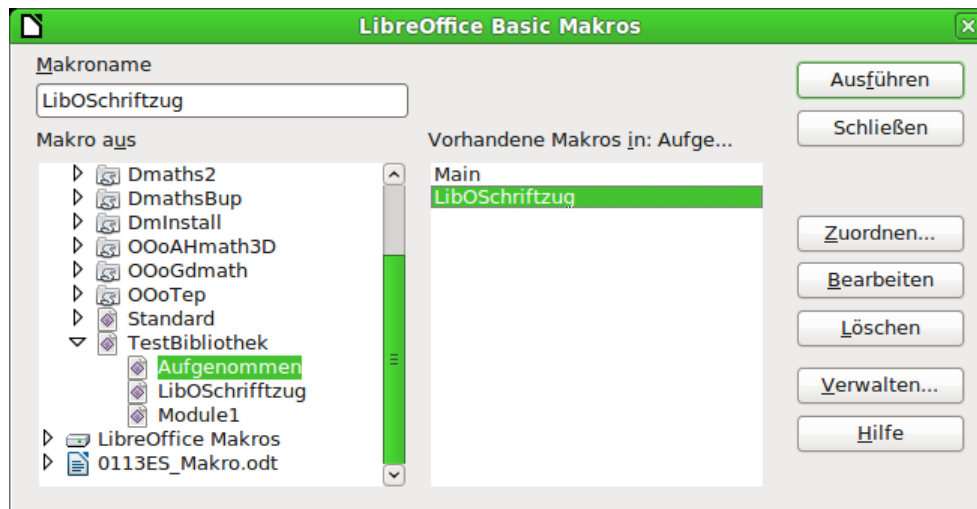 LibreOffice Basic Makros
Makroname
LibOSchriftzug
Makro aus
Dmaths2
DmathsBup
DmInstall
OOoAHmath3D
OOoGdmath
OOoTep
Standard
TestBibliothek
Aufgenommen
LibOSchrifftzug
Module1
LibreOffice Makros
0113ES_Makro.odt
Vorhandene Makros in: Aufge...
Main
LibOSchriftzug
Ausführen
Schließen
Zuordnen...
Bearbeiten
Löschen
Verwalten...
Hilfe